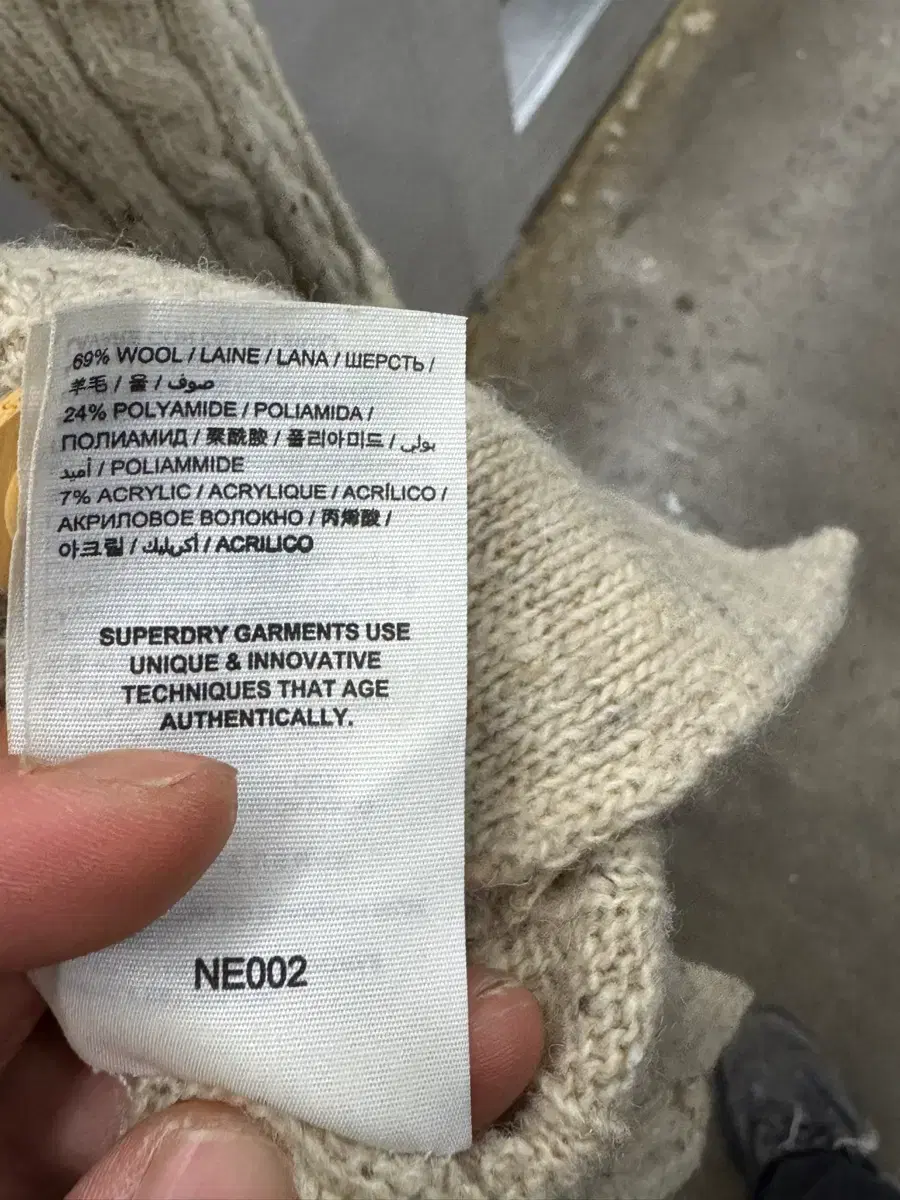 69% WOOL / LAINE / LANA / ШЕРСТЬ /
羊毛 / 울 / صوف
24% POLYAMIDE / POLIAMIDA /
ПОЛИАМИД / 聚酰胺 / 폴리아미드 / بولي
أميد / POLIAMMIDE
7% ACRYLIC / ACRYLIQUE / ACRÍLICO /
АКРИЛОВОЕ ВОЛОКНО / 丙烯酸 /
아크릴 / أكريليك / ACRILICO
SUPERDRY GARMENTS USE
UNIQUE & INNOVATIVE
TECHNIQUES THAT AGE
AUTHENTICALLY.
NE002